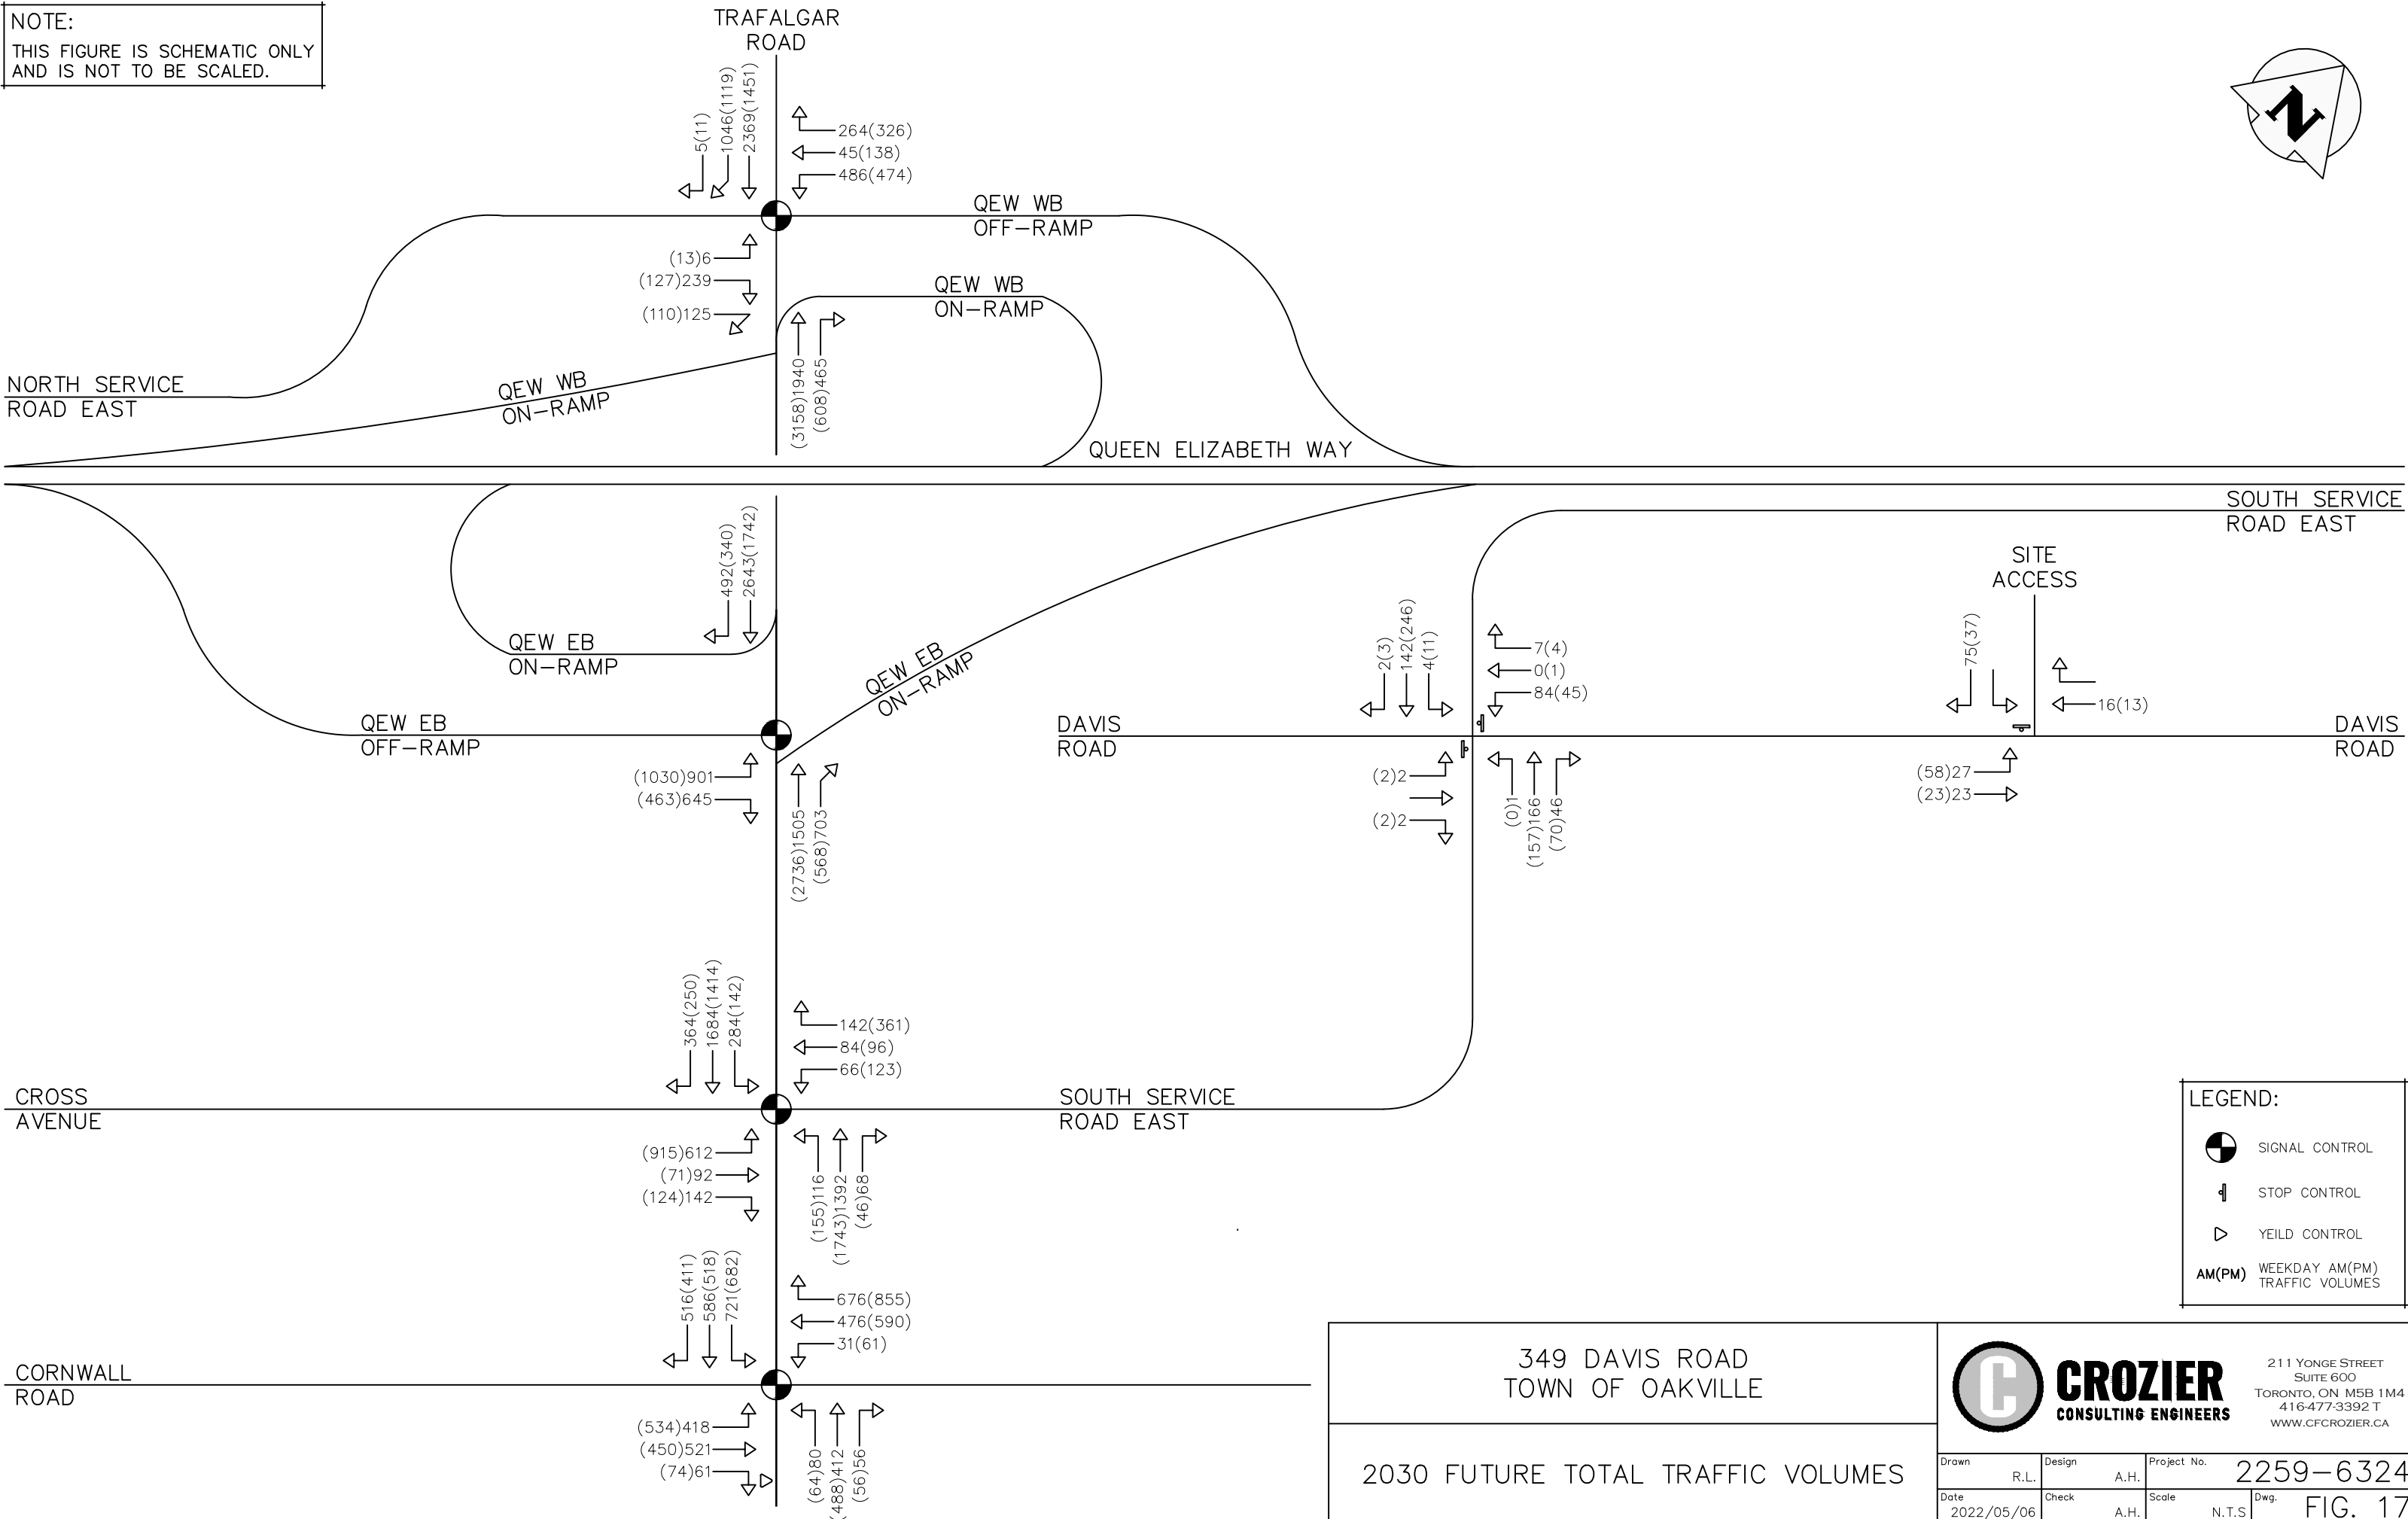 NOTE:
THIS FIGURE IS SCHEMATIC ONLY
AND IS NOT TO BE SCALED.
TRAFALGAR
ROAD
N
5(11)
1046(1119)
2369(1451)
264(326)
45(138)
486(474)
QEW WB
OFF-RAMP
(13)6
(127)239
(110)125
QEW WB
ON-RAMP
(3158)1940
(608)465
NORTH SERVICE
ROAD EAST
QEW WB
ON-RAMP
QUEEN ELIZABETH WAY
SOUTH SERVICE
ROAD EAST
492(340)
2643(1742)
QEW EB
ON-RAMP
QEW EB
ON-RAMP
QEW EB
OFF-RAMP
(1030)901
(463)645
(2736)1505
(568)703
SITE
ACCESS
2(3)
142(246)
4(11)
7(4)
0(1)
84(45)
75(37)
16(13)
DAVIS
ROAD
DAVIS
ROAD
(2)2
(2)2
(0)1
(157)166
(70)46
(58)27
(23)23
364(250)
1684(1414)
284(142)
142(361)
84(96)
66(123)
CROSS
AVENUE
SOUTH SERVICE
ROAD EAST
(915)612
(71)92
(124)142
(155)116
(1743)1392
(46)68
516(411)
586(518)
721(682)
676(855)
476(590)
31(61)
CORNWALL
ROAD
(534)418
(450)521
(74)61
(64)80
(488)412
(56)56
LEGEND:
SIGNAL CONTROL
STOP CONTROL
YEILD CONTROL
AM(PM) WEEKDAY AM(PM)
TRAFFIC VOLUMES
349 DAVIS ROAD
TOWN OF OAKVILLE
2030 FUTURE TOTAL TRAFFIC VOLUMES
C
CROZIER
CONSULTING ENGINEERS
211 YONGE STREET
SUITE 600
TORONTO, ON M5B 1M4
416-477-3392 T
WWW.CFCROZIER.CA
Drawn R.L.
Design A.H.
Project No. 2259-6324
Date 2022/05/06
Check A.H.
Scale N.T.S
Dwg. FIG. 17